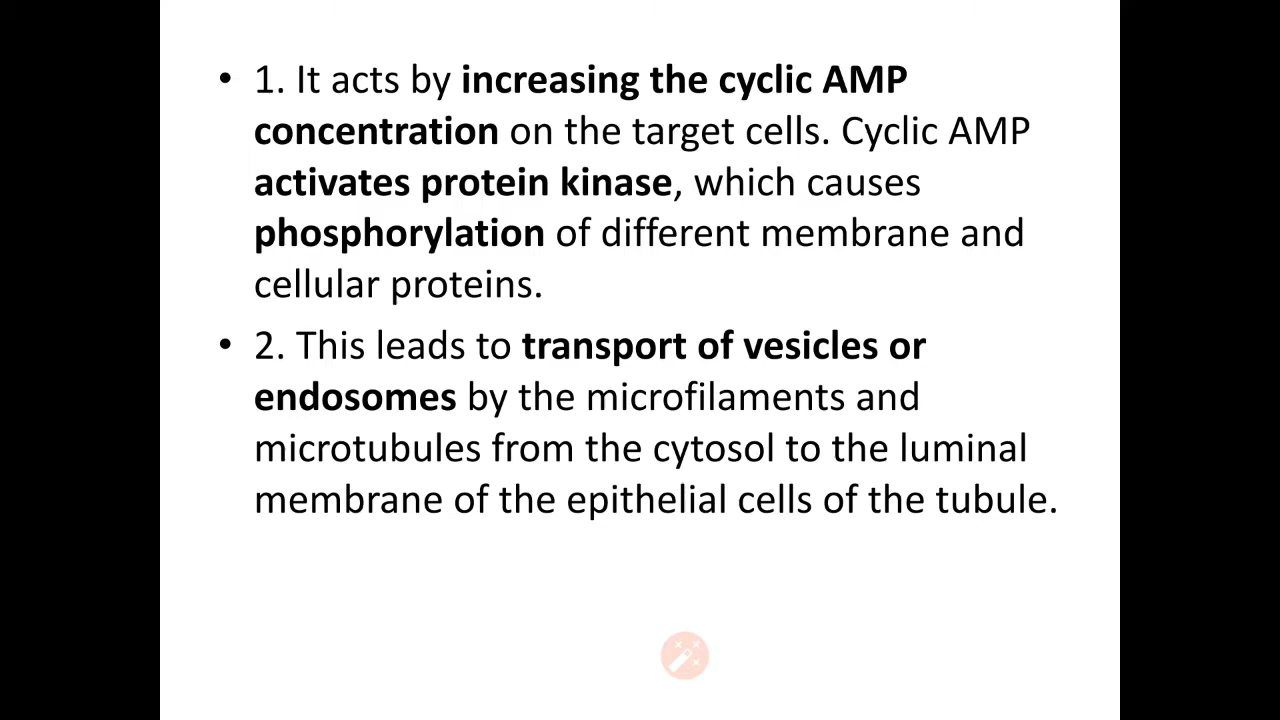 • 1. It acts by increasing the cyclic AMP
concentration on the target cells. Cyclic AMP
activates protein kinase, which causes
phosphorylation of different membrane and
cellular proteins.
• 2. This leads to transport of vesicles or
endosomes by the microfilaments and
microtubules from the cytosol to the luminal
membrane of the epithelial cells of the tubule.